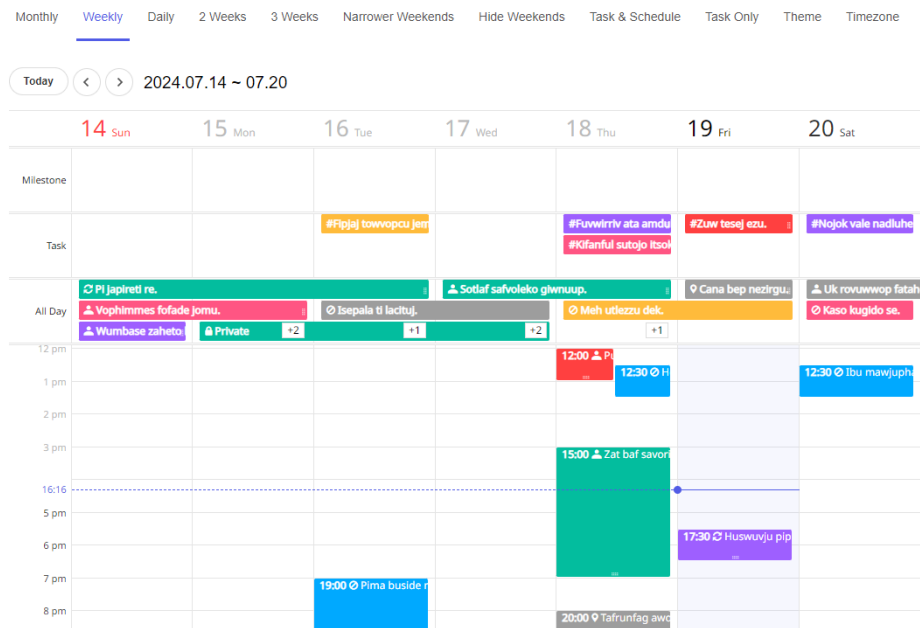 Monthly Weekly Daily 2 Weeks 3 Weeks Narrower Weekends Hide Weekends Task & Schedule Task Only Theme Timezone
Today 2024.07.14 ~ 07.20
14 Sun 15 Mon 16 Tue 17 Wed 18 Thu 19 Fri 20 Sat
Milestone
#Fipjaj towvopcu jem #Fuvwirriv ata amdu #Zuw tesej ezu. #Nojok vale nadluhe
Task
#Kifanful sutojo itsok
Pi japireti re. Sotlaf safvoleko giwnuup. Cana bep nezirgu. Uk rovuwwop fatah
All Day
Vophimmes fofade jomu. Isepala ti lacituj. Meh utlezzu dek. Kaso kugido se.
Wumbase zaheto Private +2 +1 +2 +1
12 pm
12:00
12:30 H 12:30 Ibu mawjupha
1 pm
2 pm
3 pm
15:00 Zat baf savori
16:16
5 pm
17:30 Huswuvju pip
6 pm
7 pm
19:00 Pima buside
8 pm
20:00 Tafrunfag awo